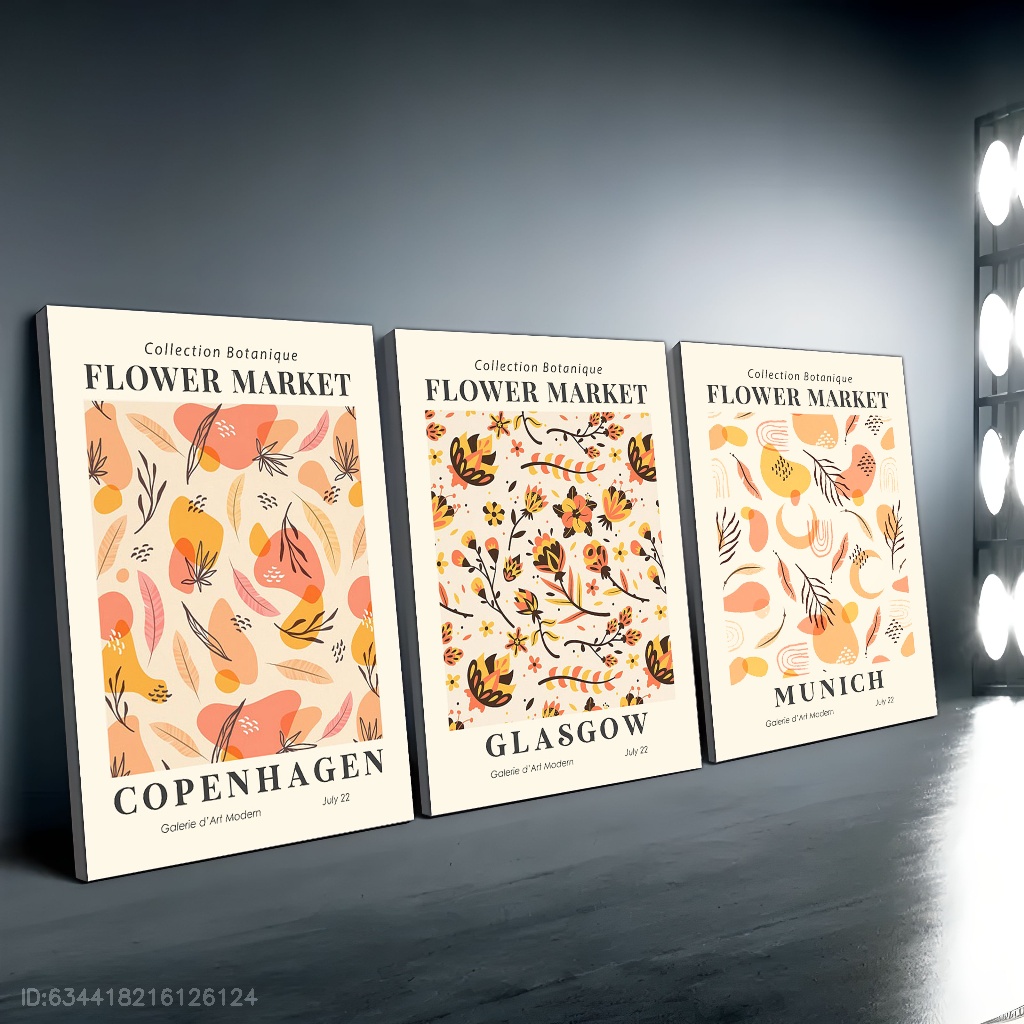 Collection Botanique
FLOWER MARKET
COPENHAGEN
Galerie d'Art Modern
July 22
Collection Botanique
FLOWER MARKET
GLASGOW
Galerie d'Art Modern
July 22
Collection Botanique
FLOWER MARKET
MUNICH
Galerie d'Art Modern
July 22
ID:634418216126124